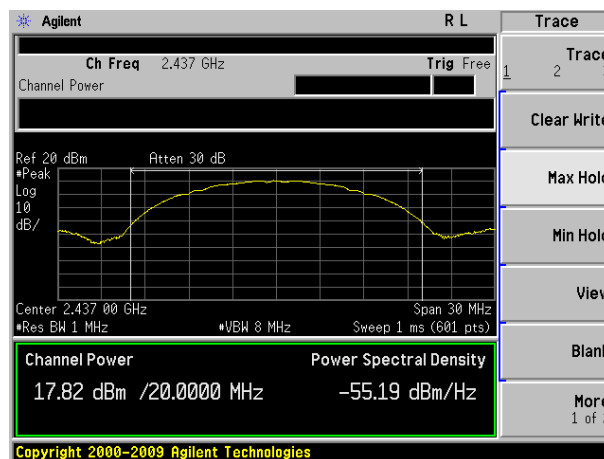 Agilent R L Trace
Ch Freq 2.437 GHz Trig Free
Channel Power
Trace
1 2
Clear Write
Max Hold
Min Hold
View
Blank
More
1 of
Ref 20 dBm Atten 30 dB
#Peak
Log
10
dB/
Center 2.437 00 GHz Span 30 MHz
#Res BW 1 MHz #VBW 8 MHz Sweep 1 ms (601 pts)
Channel Power Power Spectral Density
17.82 dBm /20.0000 MHz -55.19 dBm/Hz
Copyright 2000-2009 Agilent Technologies